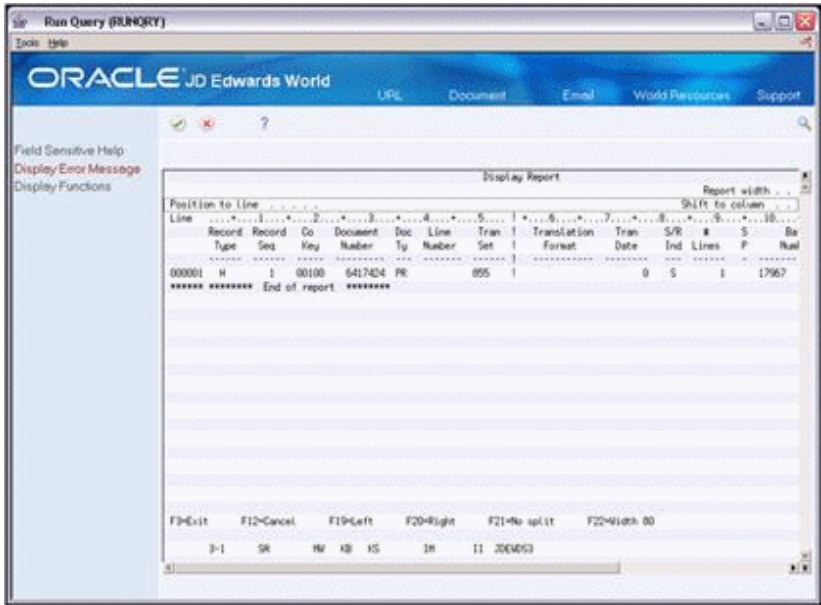 Run Query (RUNQRY)
Tools Help
ORACLE JD Edwards World
URL Document Email World Resources Support
?
Field Sensitive Help
Display Error Message
Display Functions
Display Report
Report width . .
Position to line . . . . . Shift to column . .
Line ....+....1....+....2....+....3....+....4....+....5.... ! .+....6....+....7....+....8....+....9....+....10....
Record Record Co Document Doc Line Tran ! Translation Tran S/R # S Ba
Type Seq Key Number Ty Number Set ! Format Date Ind Lines P Numb
000001 H 1 00100 6417424 PR 855 ! 0 S 1 17967
****** ******** End of report ********
F3=Exit F12=Cancel F19=Left F20=Right F21=No split F22=Width 80
3-1 SA MW KB KS IM II JDEWDS3